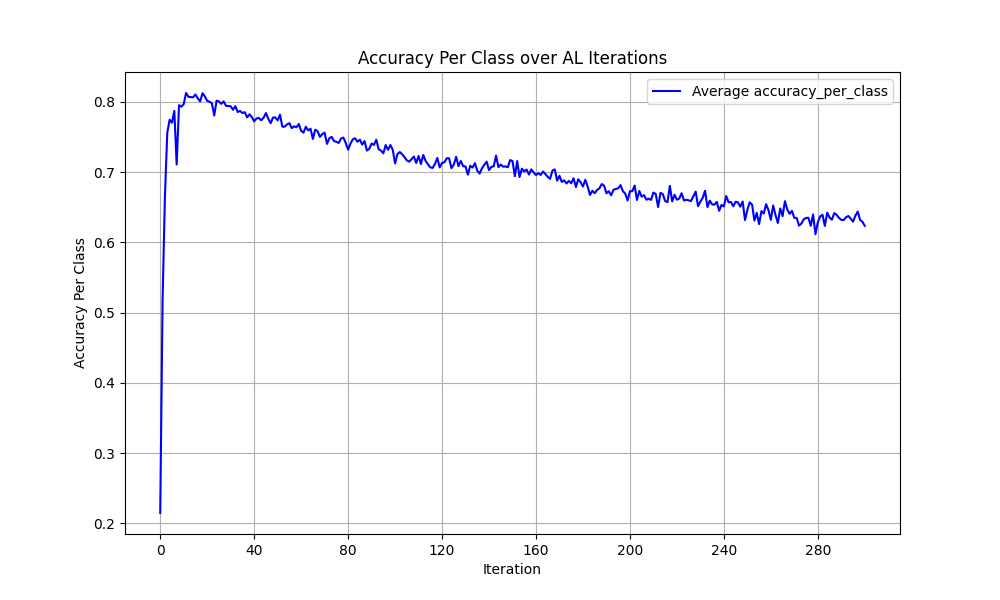 Accuracy Per Class over AL Iterations
Average accuracy_per_class
Accuracy Per Class
0.8
0.7
0.6
0.5
0.4
0.3
0.2
0 40 80 120 160 200 240 280
Iteration